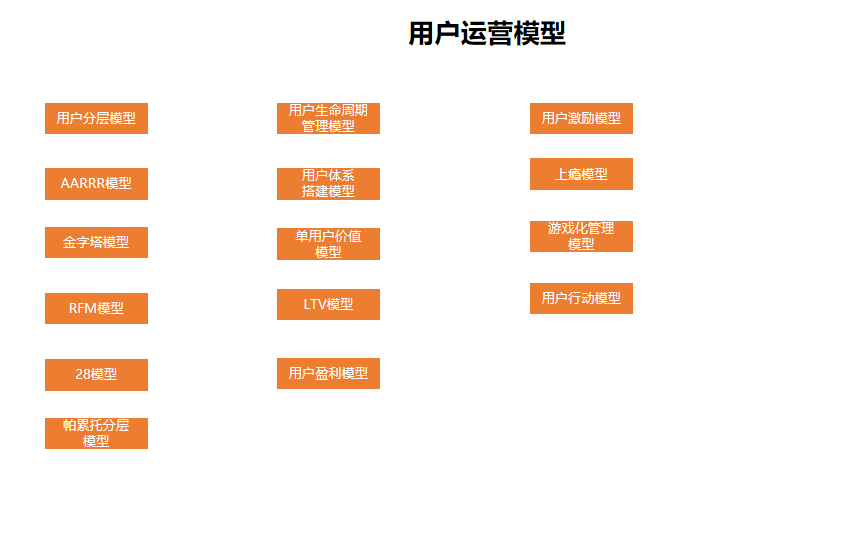 用户运营模型
用户分层模型
AARRR模型
金字塔模型
RFM模型
28模型
帕累托分层
模型
用户生命周期
管理模型
用户体系
搭建模型
单用户价值
模型
LTV模型
用户盈利模型
用户激励模型
上瘾模型
游戏化管理
模型
用户行动模型